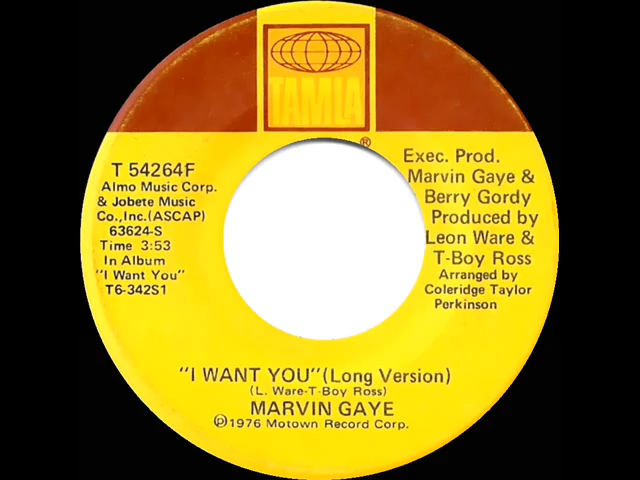 TAMLA
®
T 54264F
Almo Music Corp.
& Jobete Music
Co.,Inc.(ASCAP)
63624-S
Time 3:53
In Album
"I Want You"
T6-342S1
Exec. Prod.
Marvin Gaye &
Berry Gordy
Produced by
Leon Ware &
T-Boy Ross
Arranged by
Coleridge Taylor
Perkinson
"I WANT YOU"(Long Version)
(L. Ware-T-Boy Ross)
MARVIN GAYE
℗1976 Motown Record Corp.